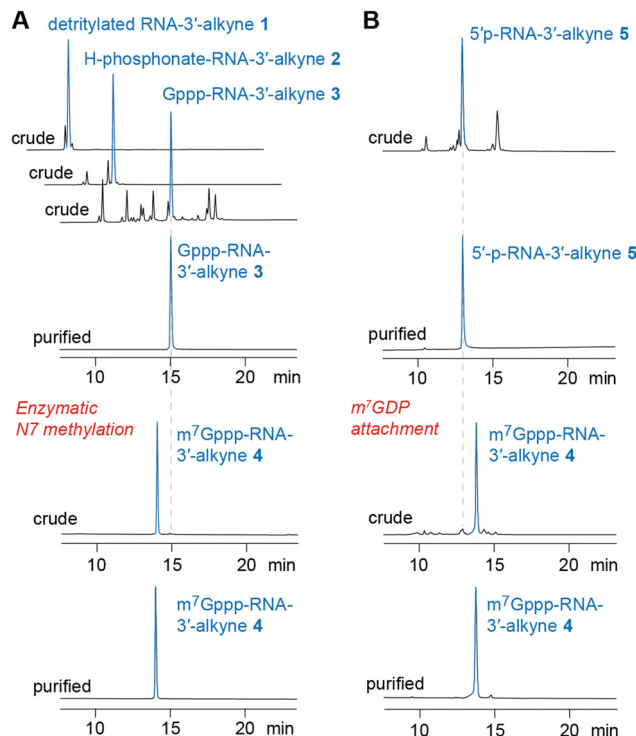 A
detritylated RNA-3′-alkyne 1
H-phosphonate-RNA-3′-alkyne 2
Gppp-RNA-3′-alkyne 3
crude
crude
crude
Gppp-RNA-
3′-alkyne 3
purified
10 15 20 min
Enzymatic
N7 methylation
m⁷Gppp-RNA-
3′-alkyne 4
crude
10 15 20 min
m⁷Gppp-RNA-
3′-alkyne 4
purified
10 15 20 min
B
5′p-RNA-3′-alkyne 5
crude
5′-p-RNA-3′-alkyne 5
purified
10 15 20 min
m⁷GDP
attachment
m⁷Gppp-RNA-
3′-alkyne 4
crude
10 15 20 min
m⁷Gppp-RNA-
3′-alkyne 4
purified
10 15 20 min